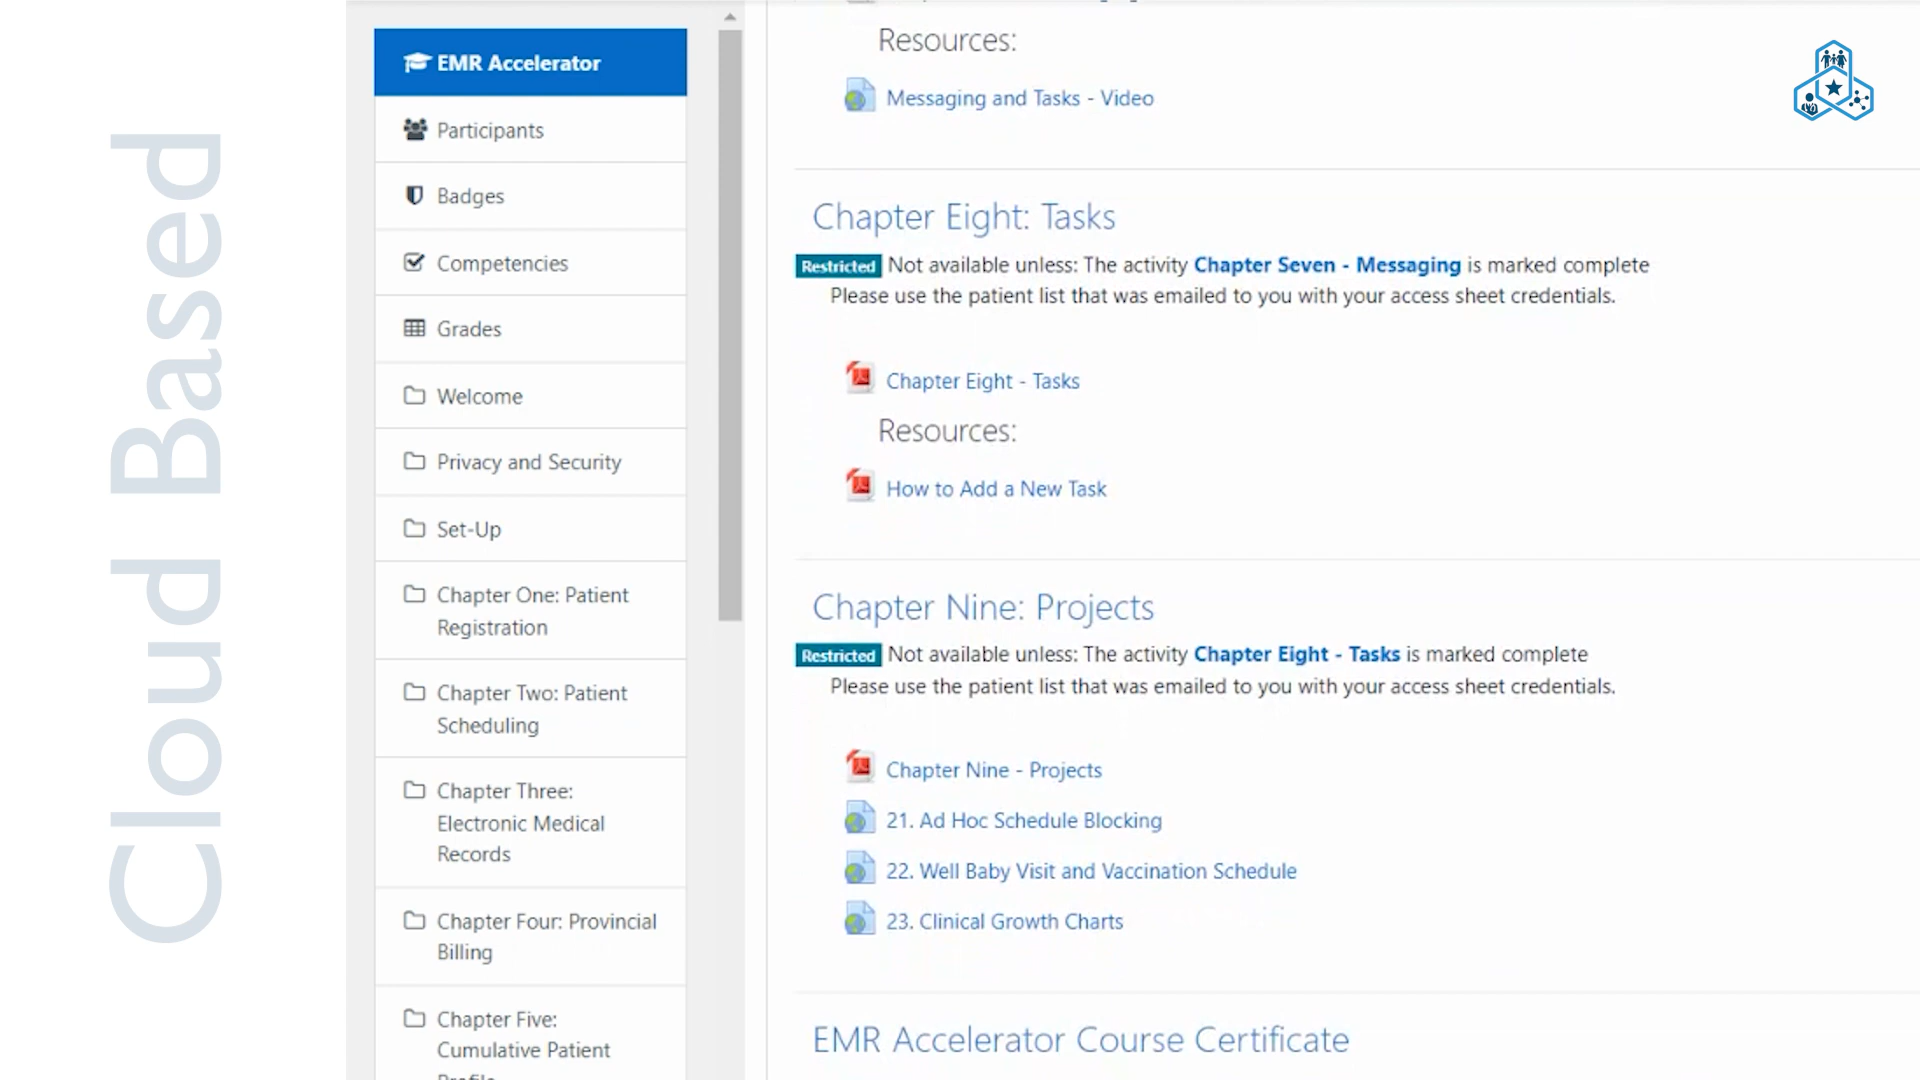 Cloud Based
EMR Accelerator
Participants
Badges
Competencies
Grades
Welcome
Privacy and Security
Set-Up
Chapter One: Patient
Registration
Chapter Two: Patient
Scheduling
Chapter Three:
Electronic Medical
Records
Chapter Four: Provincial
Billing
Chapter Five:
Cumulative Patient
Profile
Resources:
Messaging and Tasks - Video
Chapter Eight: Tasks
Restricted Not available unless: The activity Chapter Seven - Messaging is marked complete
Please use the patient list that was emailed to you with your access sheet credentials.
Chapter Eight - Tasks
Resources:
How to Add a New Task
Chapter Nine: Projects
Restricted Not available unless: The activity Chapter Eight - Tasks is marked complete
Please use the patient list that was emailed to you with your access sheet credentials.
Chapter Nine - Projects
21. Ad Hoc Schedule Blocking
22. Well Baby Visit and Vaccination Schedule
23. Clinical Growth Charts
EMR Accelerator Course Certificate